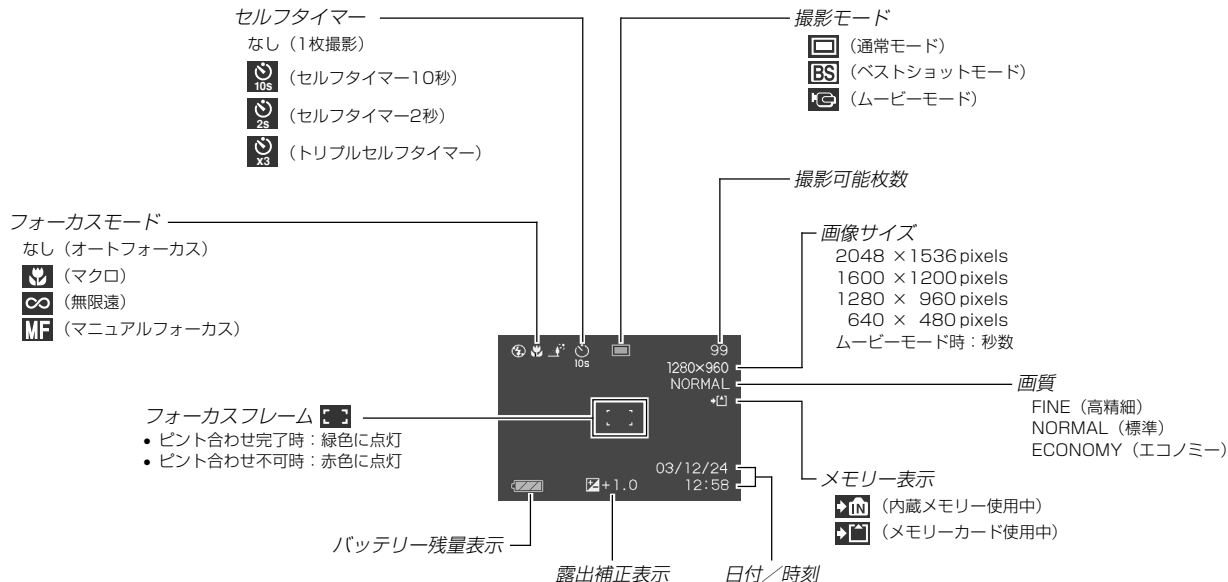 セルフタイマー
なし（1枚撮影）
10s （セルフタイマー10秒）
2s （セルフタイマー2秒）
x3 （トリプルセルフタイマー）
撮影モード
（通常モード）
BS （ベストショットモード）
（ムービーモード）
撮影可能枚数
フォーカスモード
なし（オートフォーカス）
（マクロ）
∞ （無限遠）
MF （マニュアルフォーカス）
画像サイズ
2048 ×1536 pixels
1600 ×1200 pixels
1280 × 960 pixels
640 × 480 pixels
ムービーモード時：秒数
10s
99
1280×960
NORMAL
03/12/24
+1.0 12:58
画質
FINE（高精細）
NORMAL（標準）
ECONOMY（エコノミー）
フォーカスフレーム
• ピント合わせ完了時：緑色に点灯
• ピント合わせ不可時：赤色に点灯
メモリー表示
IN （内蔵メモリー使用中）
（メモリーカード使用中）
バッテリー残量表示
露出補正表示
日付／時刻